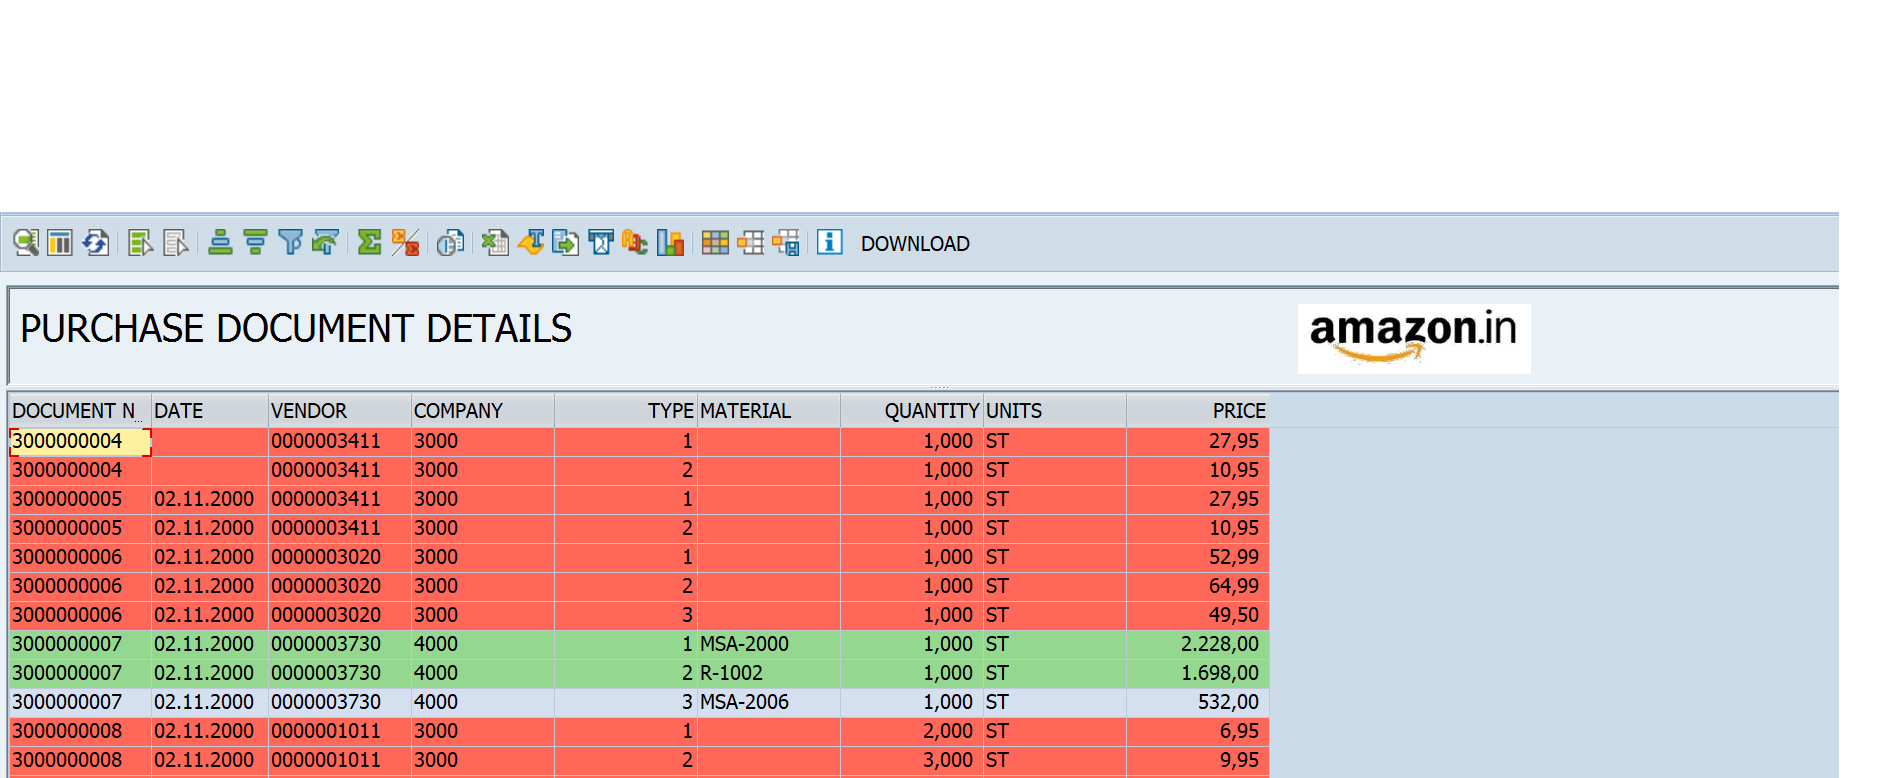 DOWNLOAD
PURCHASE DOCUMENT DETAILS
amazon.in
DOCUMENT N... DATE VENDOR COMPANY TYPE MATERIAL QUANTITY UNITS PRICE
3000000004 0000003411 3000 1 1,000 ST 27,95
3000000004 0000003411 3000 2 1,000 ST 10,95
3000000005 02.11.2000 0000003411 3000 1 1,000 ST 27,95
3000000005 02.11.2000 0000003411 3000 2 1,000 ST 10,95
3000000006 02.11.2000 0000003020 3000 1 1,000 ST 52,99
3000000006 02.11.2000 0000003020 3000 2 1,000 ST 64,99
3000000006 02.11.2000 0000003020 3000 3 1,000 ST 49,50
3000000007 02.11.2000 0000003730 4000 1 MSA-2000 1,000 ST 2.228,00
3000000007 02.11.2000 0000003730 4000 2 R-1002 1,000 ST 1.698,00
3000000007 02.11.2000 0000003730 4000 3 MSA-2006 1,000 ST 532,00
3000000008 02.11.2000 0000001011 3000 1 2,000 ST 6,95
3000000008 02.11.2000 0000001011 3000 2 3,000 ST 9,95